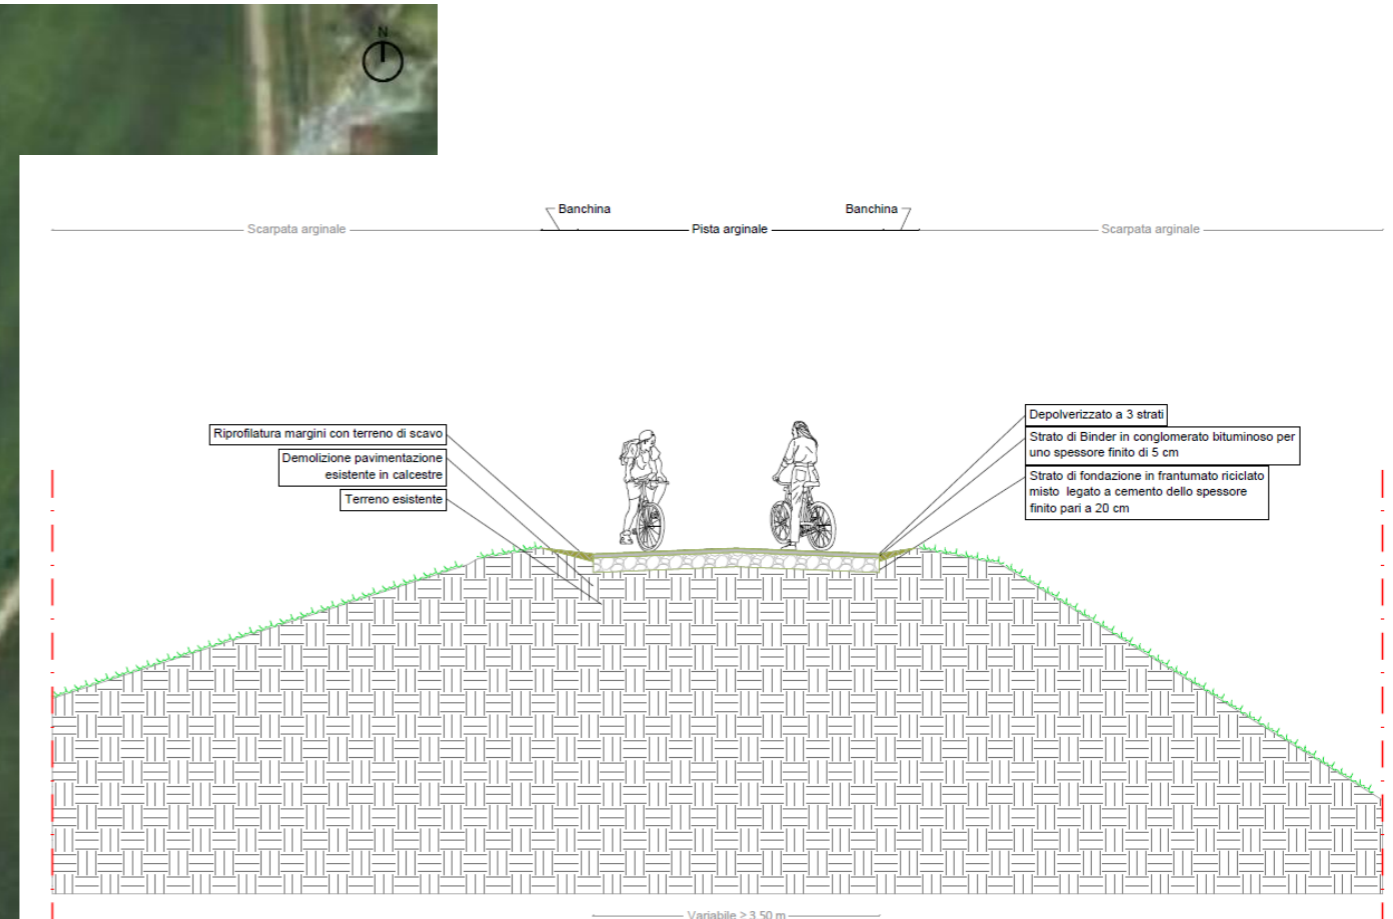 N
Banchina
Banchina
Scarpata arginale
Pista arginale
Scarpata arginale
Riprofilatura margini con terreno di scavo
Demolizione pavimentazione
esistente in calcestre
Terreno esistente
Depolverizzato a 3 strati
Strato di Binder in conglomerato bituminoso per
uno spessore finito di 5 cm
Strato di fondazione in frantumato riciclato
misto legato a cemento dello spessore
finito pari a 20 cm
Variabile ≥ 3.50 m